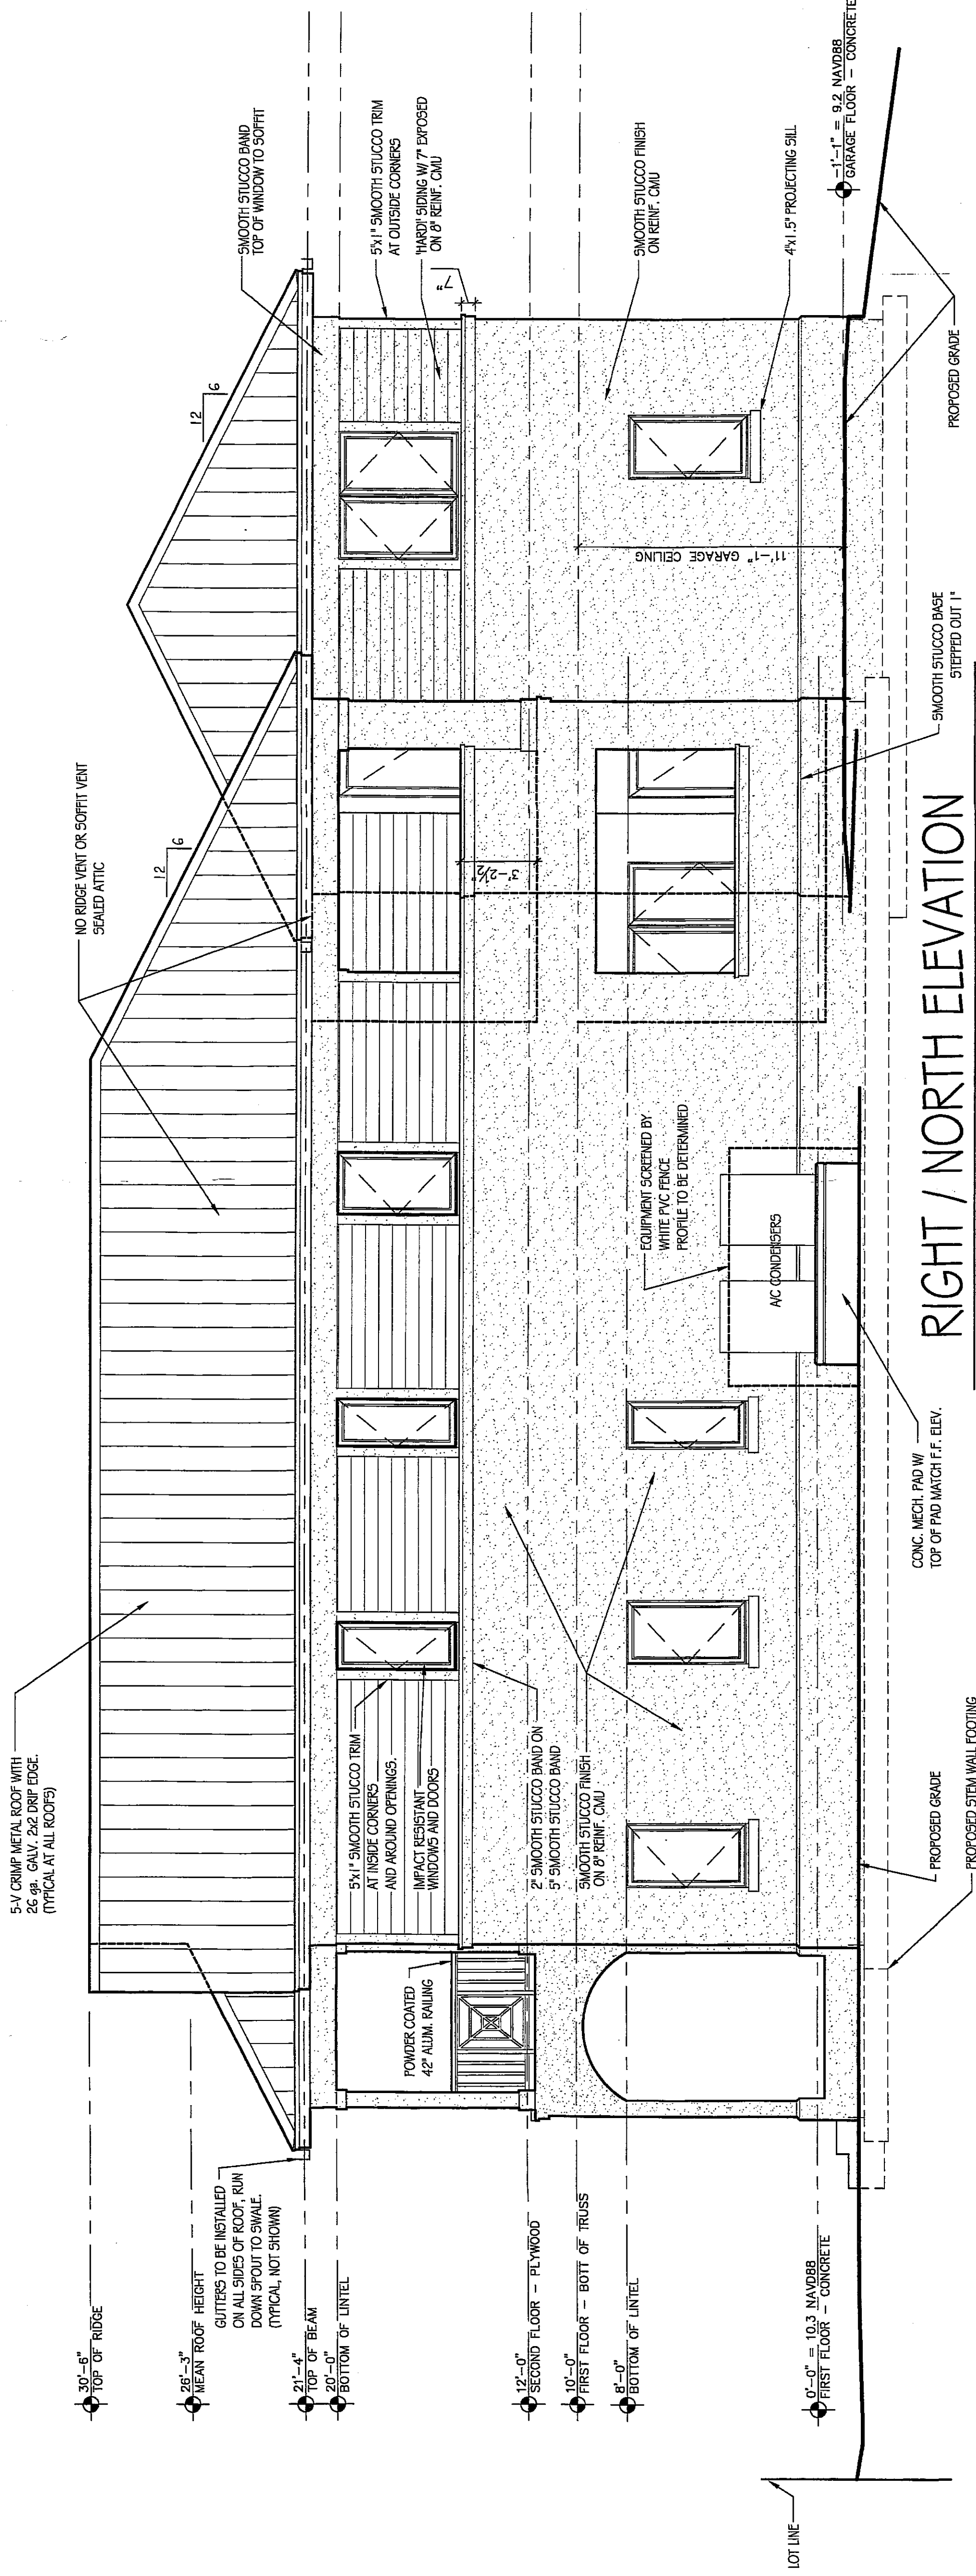 5-V CRIMP METAL ROOF WITH
26 ga. GALV. 2x2 DRIP EDGE.
(TYPICAL AT ALL ROOFS)
NO RIDGE VENT OR SOFFIT VENT
SEALED ATTIC
12
6
12
6
SMOOTH STUCCO BAND
TOP OF WINDOW TO SOFFIT
30'-6"
TOP OF RIDGE
26'-3"
MEAN ROOF HEIGHT
GUTTERS TO BE INSTALLED
ON ALL SIDES OF ROOF, RUN
DOWN SPOUT TO SWALE.
(TYPICAL, NOT SHOWN)
21'-4"
TOP OF BEAM
20'-0"
BOTTOM OF LINTEL
5"x1" SMOOTH STUCCO TRIM
AT INSIDE CORNERS
AND AROUND OPENINGS.
IMPACT RESISTANT
WINDOWS AND DOORS
5"x1" SMOOTH STUCCO TRIM
AT OUTSIDE CORNERS
'HARDI' SIDING W/ 7" EXPOSED
ON 8" REINF. CMU
7"
POWDER COATED
42" ALUM. RAILING
3'-2½"
12'-0"
SECOND FLOOR - PLYWOOD
2" SMOOTH STUCCO BAND ON
5" SMOOTH STUCCO BAND
10'-0"
FIRST FLOOR - BOTT OF TRUSS
SMOOTH STUCCO FINISH
ON 8" REINF. CMU
SMOOTH STUCCO FINISH
ON REINF. CMU
8'-0"
BOTTOM OF LINTEL
EQUIPMENT SCREENED BY
WHITE PVC FENCE
PROFILE TO BE DETERMINED
11'-1" GARAGE CEILING
A/C CONDENSERS
4"x1.5" PROJECTING SILL
0'-0" = 10.3 NAVD88
FIRST FLOOR - CONCRETE
-1'-1" = 9.2 NAVD88
GARAGE FLOOR - CONCRETE
LOT LINE
PROPOSED GRADE
PROPOSED STEM WALL FOOTING
CONC. MECH. PAD W/
TOP OF PAD MATCH F.F. ELEV.
SMOOTH STUCCO BASE
STEPPED OUT 1"
PROPOSED GRADE
RIGHT / NORTH ELEVATION